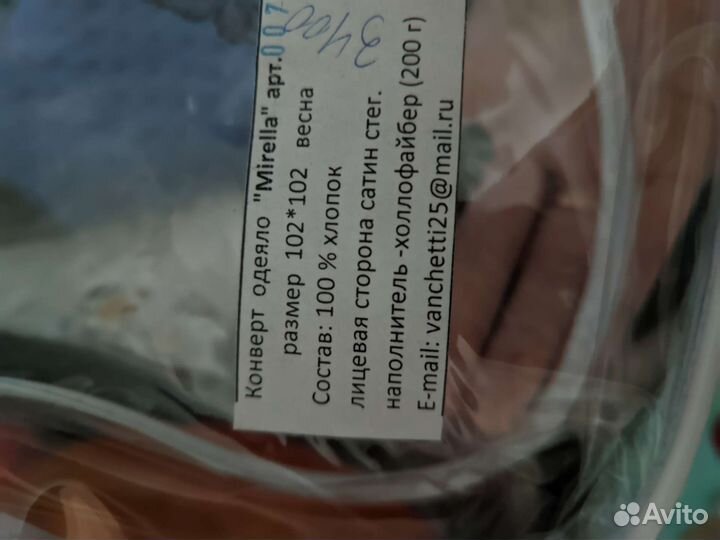 Конверт одеяло "Mirella" арт.007
3400
размер 102*102 весна
Состав: 100 % хлопок
лицевая сторона сатин стег.
наполнитель -холлофайбер (200 г)
E-mail: vanchetti25@mail.ru
Avito